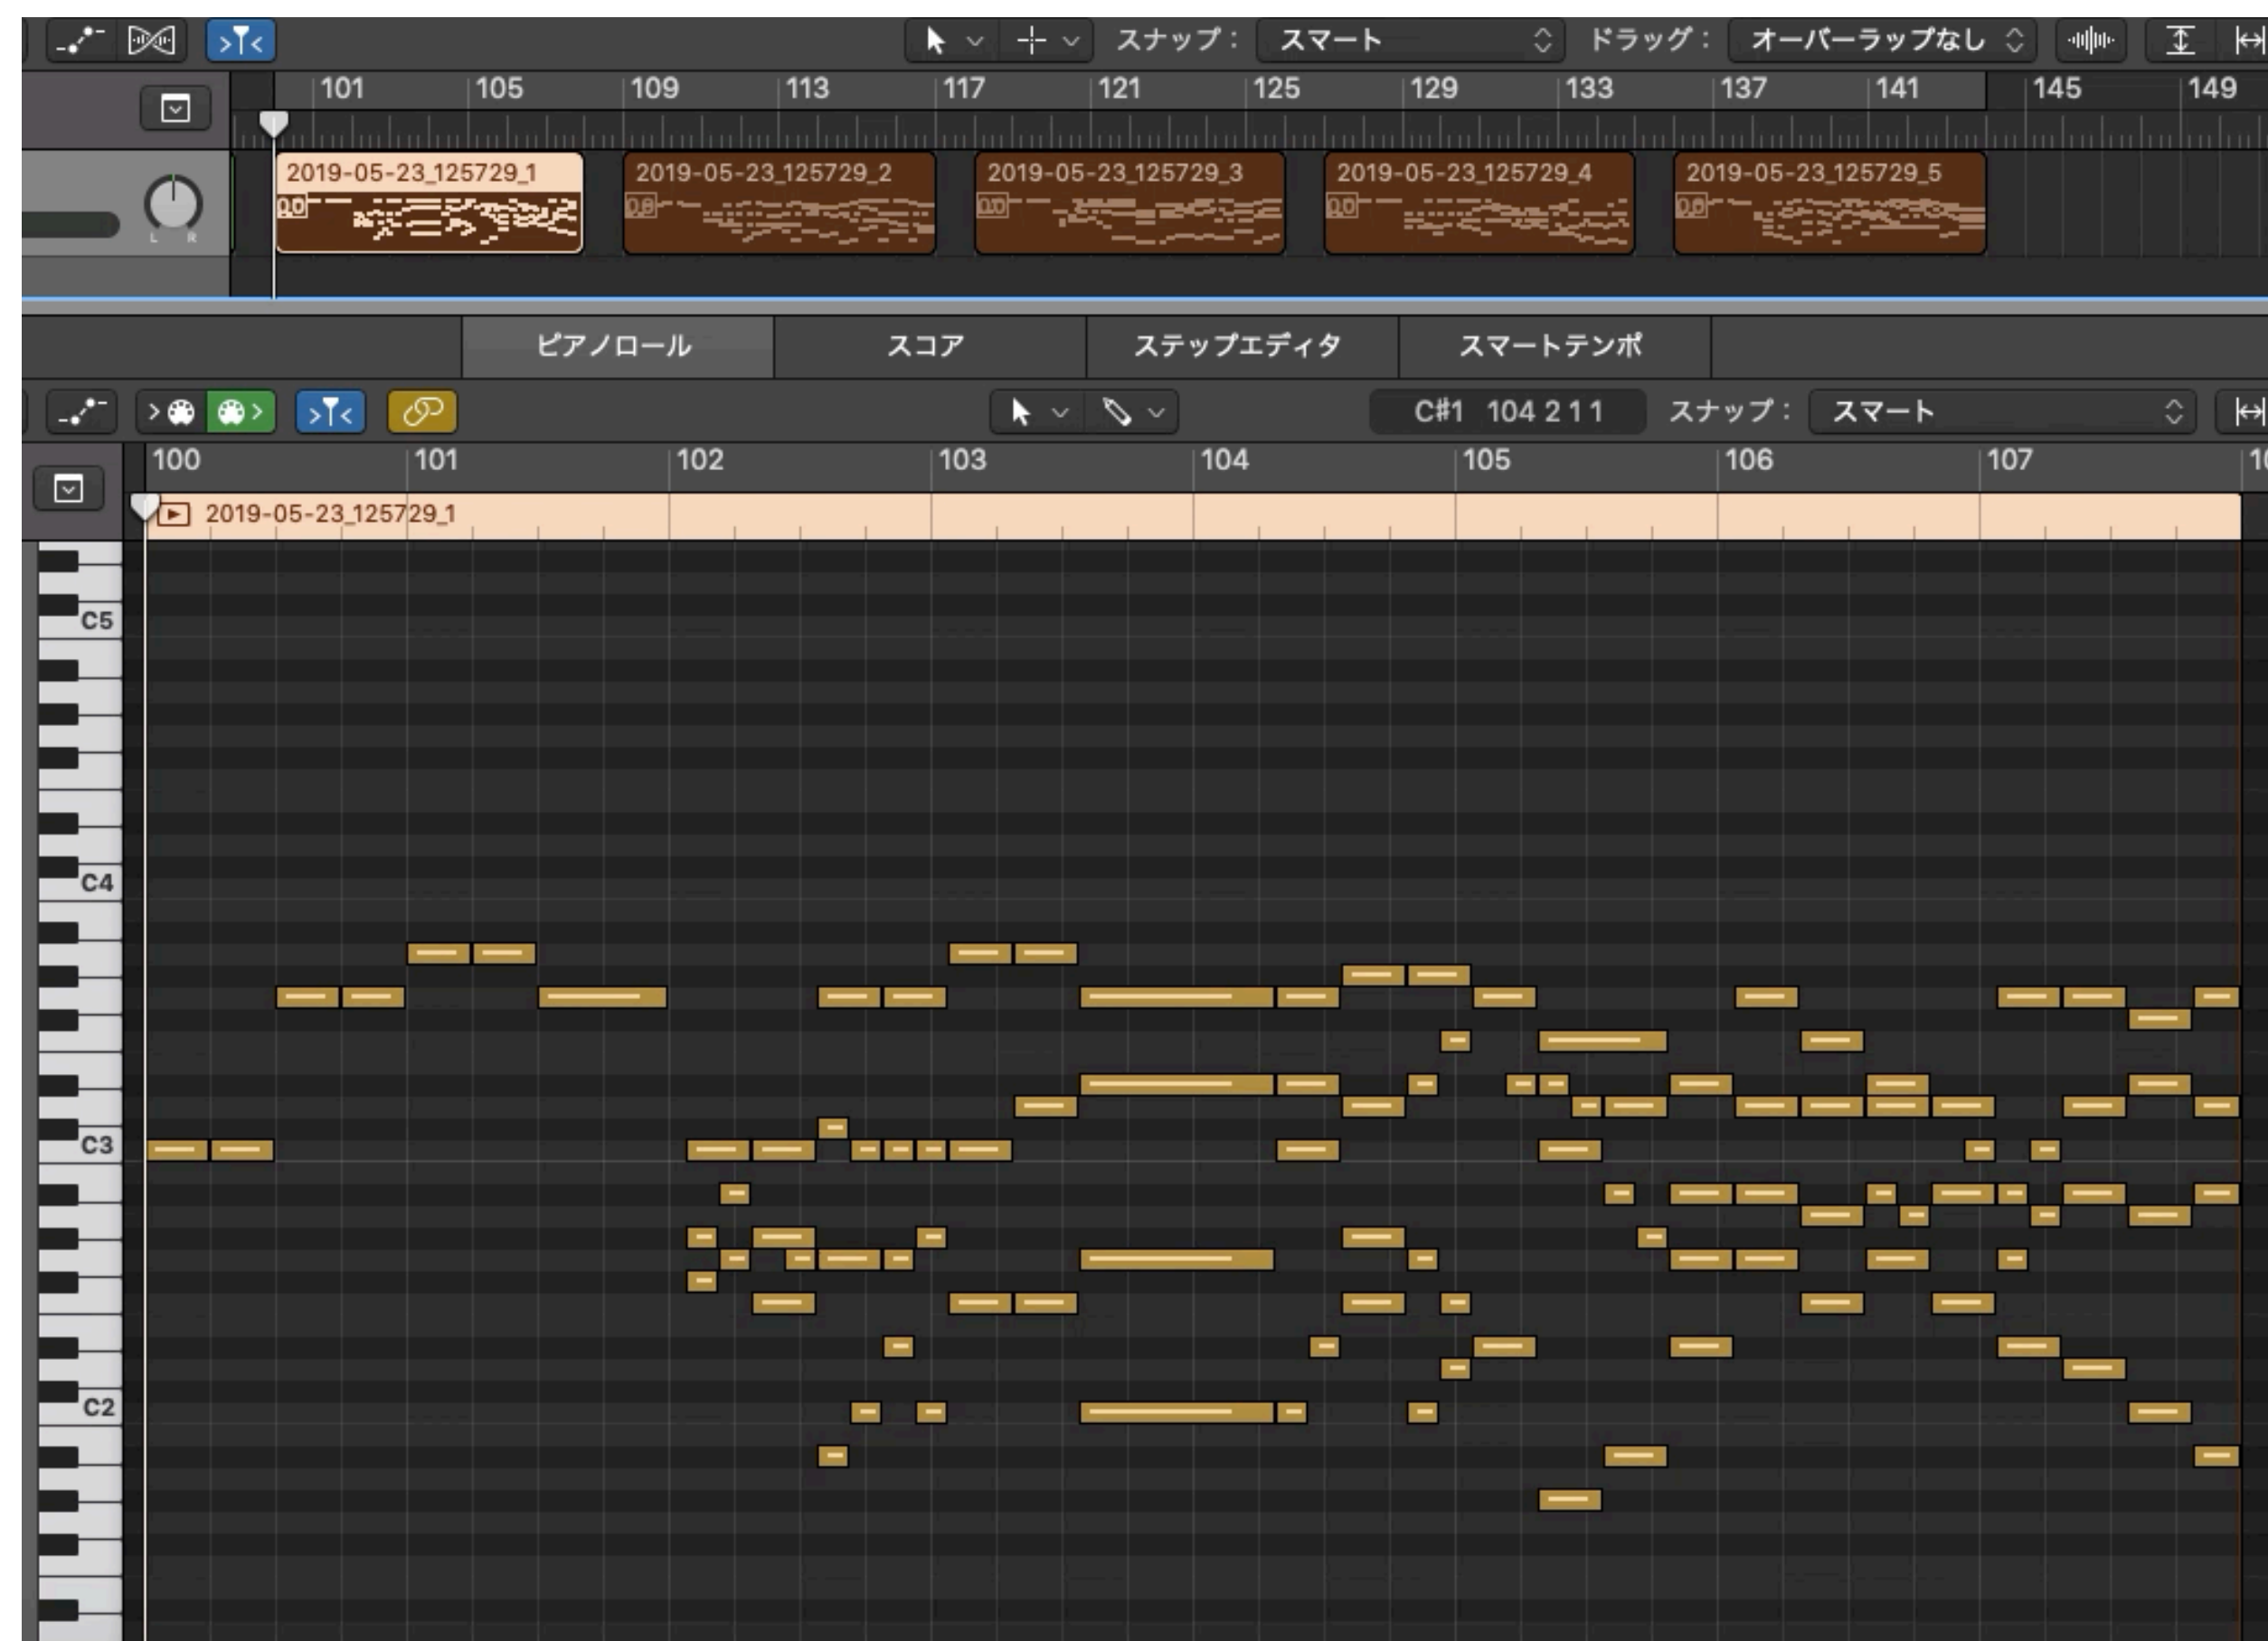 スナップ： スマート ドラッグ： オーバーラップなし
101 105 109 113 117 121 125 129 133 137 141 145 149
2019-05-23_125729_1 2019-05-23_125729_2 2019-05-23_125729_3 2019-05-23_125729_4 2019-05-23_125729_5
L R
ピアノロール スコア ステップエディタ スマートテンポ
C#1 104 2 1 1 スナップ： スマート
100 101 102 103 104 105 106 107
2019-05-23_125729_1
C5
C4
C3
C2